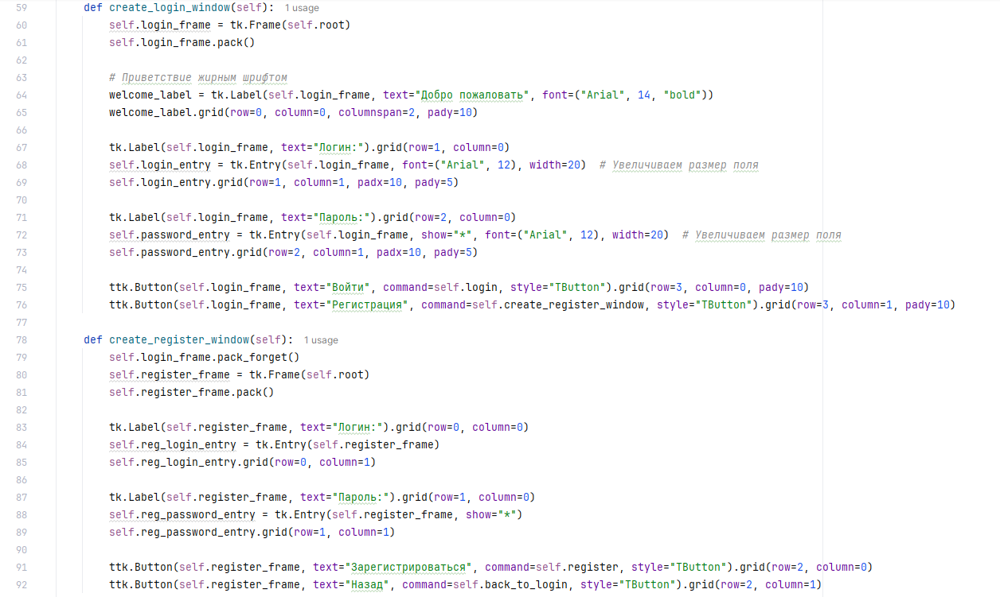 59 def create_login_window(self): 1 usage
60 self.login_frame = tk.Frame(self.root)
61 self.login_frame.pack()
62
63 # Приветствие жирным шрифтом
64 welcome_label = tk.Label(self.login_frame, text="Добро пожаловать", font=("Arial", 14, "bold"))
65 welcome_label.grid(row=0, column=0, columnspan=2, pady=10)
66
67 tk.Label(self.login_frame, text="Логин:").grid(row=1, column=0)
68 self.login_entry = tk.Entry(self.login_frame, font=("Arial", 12), width=20) # Увеличиваем размер поля
69 self.login_entry.grid(row=1, column=1, padx=10, pady=5)
70
71 tk.Label(self.login_frame, text="Пароль:").grid(row=2, column=0)
72 self.password_entry = tk.Entry(self.login_frame, show="*", font=("Arial", 12), width=20) # Увеличиваем размер поля
73 self.password_entry.grid(row=2, column=1, padx=10, pady=5)
74
75 ttk.Button(self.login_frame, text="Войти", command=self.login, style="TButton").grid(row=3, column=0, pady=10)
76 ttk.Button(self.login_frame, text="Регистрация", command=self.create_register_window, style="TButton").grid(row=3, column=1, pady=10)
77
78 def create_register_window(self): 1 usage
79 self.login_frame.pack_forget()
80 self.register_frame = tk.Frame(self.root)
81 self.register_frame.pack()
82
83 tk.Label(self.register_frame, text="Логин:").grid(row=0, column=0)
84 self.reg_login_entry = tk.Entry(self.register_frame)
85 self.reg_login_entry.grid(row=0, column=1)
86
87 tk.Label(self.register_frame, text="Пароль:").grid(row=1, column=0)
88 self.reg_password_entry = tk.Entry(self.register_frame, show="*")
89 self.reg_password_entry.grid(row=1, column=1)
90
91 ttk.Button(self.register_frame, text="Зарегистрироваться", command=self.register, style="TButton").grid(row=2, column=0)
92 ttk.Button(self.register_frame, text="Назад", command=self.back_to_login, style="TButton").grid(row=2, column=1)